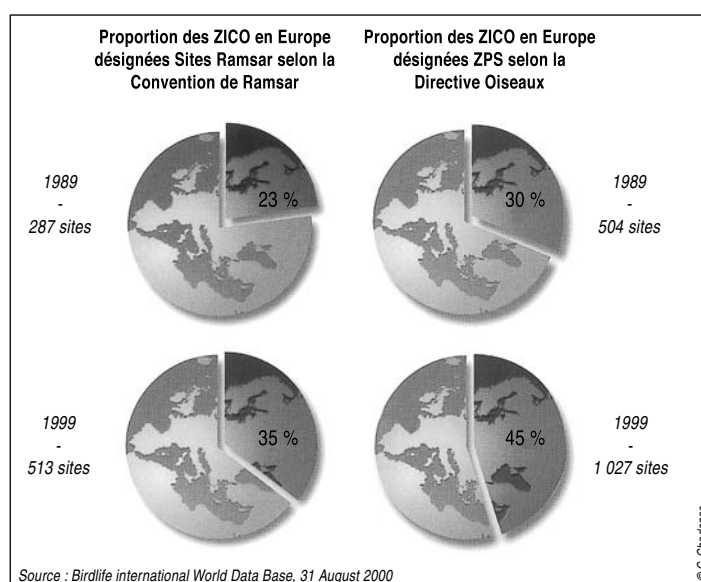 Proportion des ZICO en Europe
désignées Sites Ramsar selon la
Convention de Ramsar
Proportion des ZICO en Europe
désignées ZPS selon la
Directive Oiseaux
1989
-
287 sites
23 %
30 %
1989
-
504 sites
1999
-
513 sites
35 %
45 %
1999
-
1 027 sites
Source : Birdlife international World Data Base, 31 August 2000